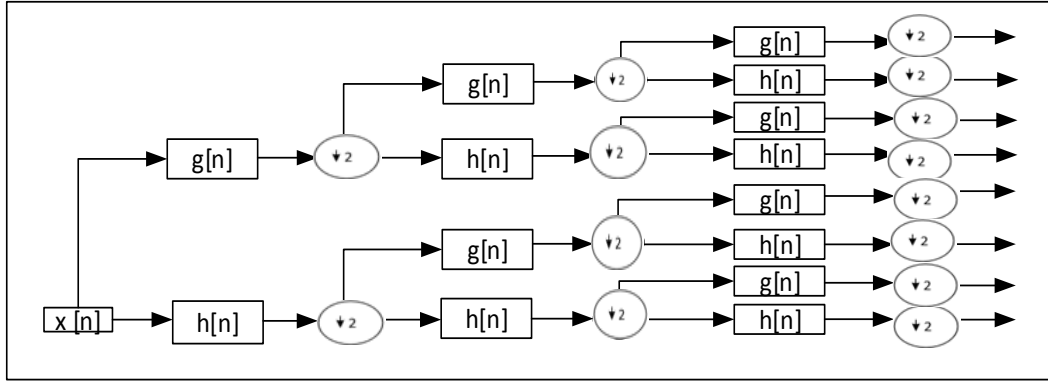 g[n] ↓ 2
g[n] ↓ 2 h[n] ↓ 2
g[n] ↓ 2
g[n] ↓ 2 h[n] ↓ 2 h[n] ↓ 2
g[n] ↓ 2
g[n] ↓ 2 h[n] ↓ 2
g[n] ↓ 2
x [n] h[n] ↓ 2 h[n] ↓ 2 h[n] ↓ 2